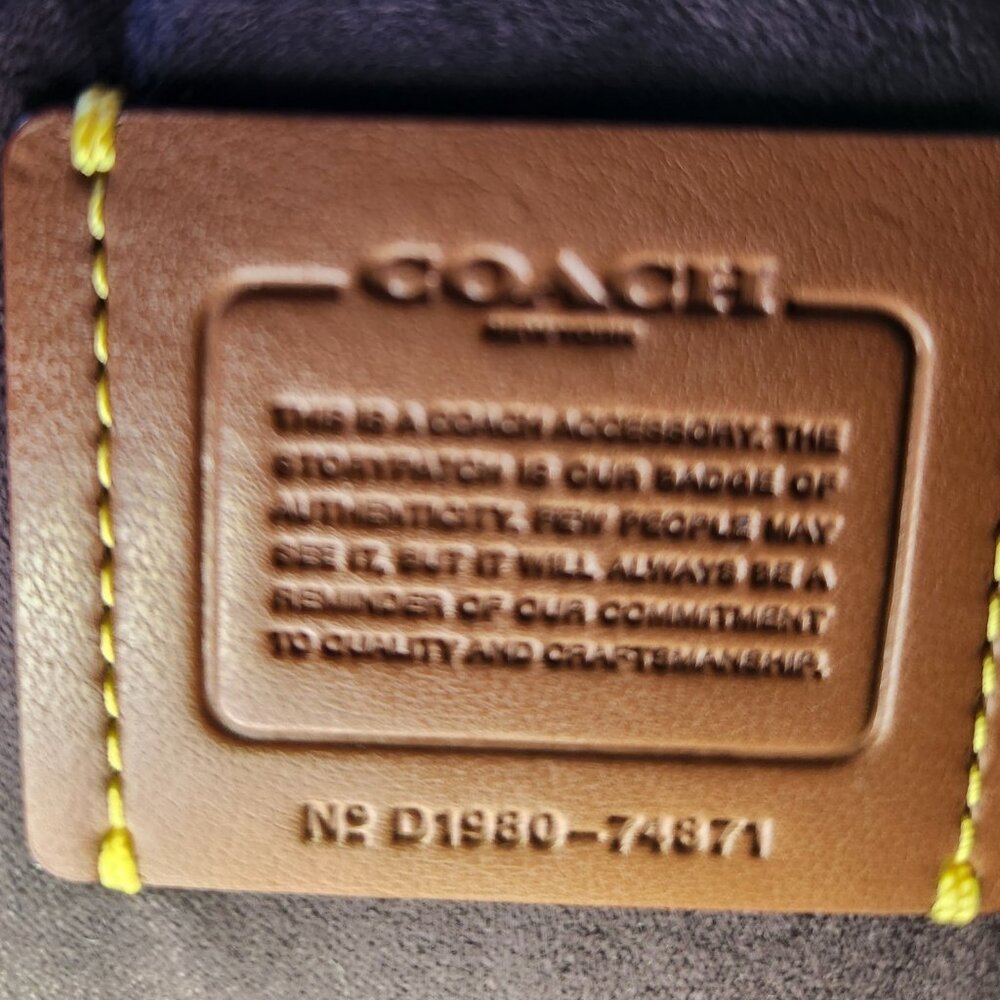 COACH
NEW YORK
THIS IS A COACH ACCESSORY. THE
STORYPATCH IS OUR BADGE OF
AUTHENTICITY. FEW PEOPLE MAY
SEE IT, BUT IT WILL ALWAYS BE A
REMINDER OF OUR COMMITMENT
TO QUALITY AND CRAFTSMANSHIP.
Nº D1980-74871